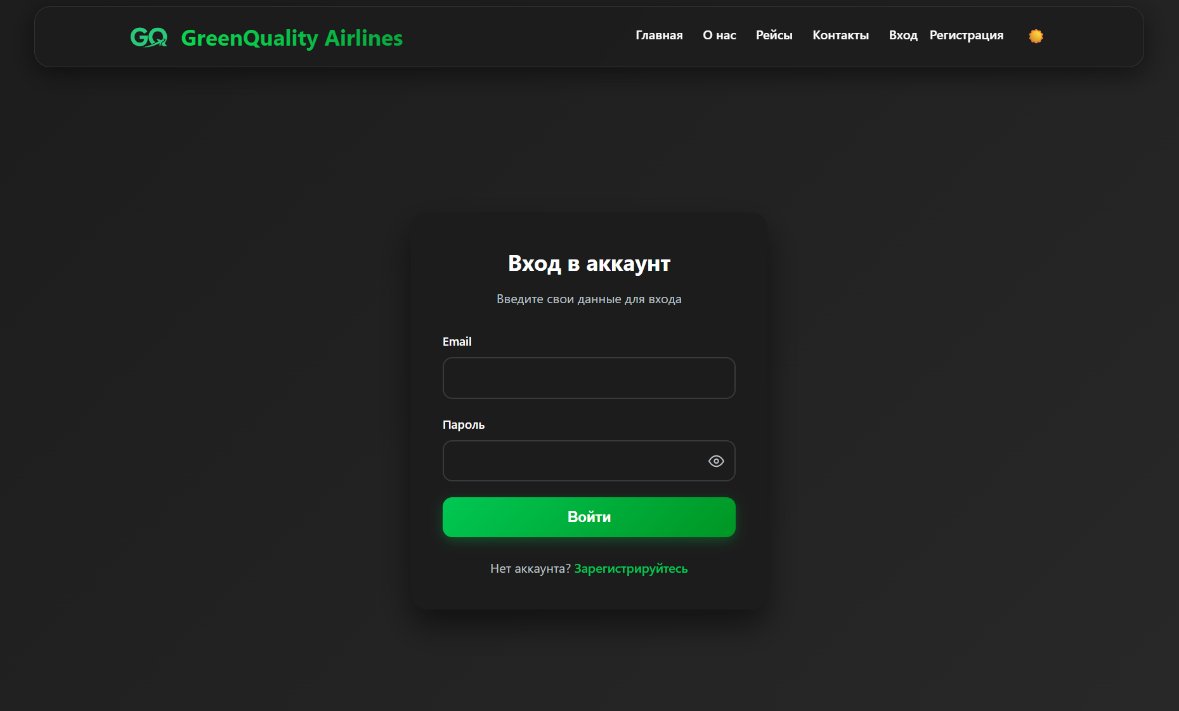 GQ GreenQuality Airlines Главная О нас Рейсы Контакты Вход Регистрация
Вход в аккаунт
Введите свои данные для входа
Email
Пароль
Войти
Нет аккаунта? Зарегистрируйтесь